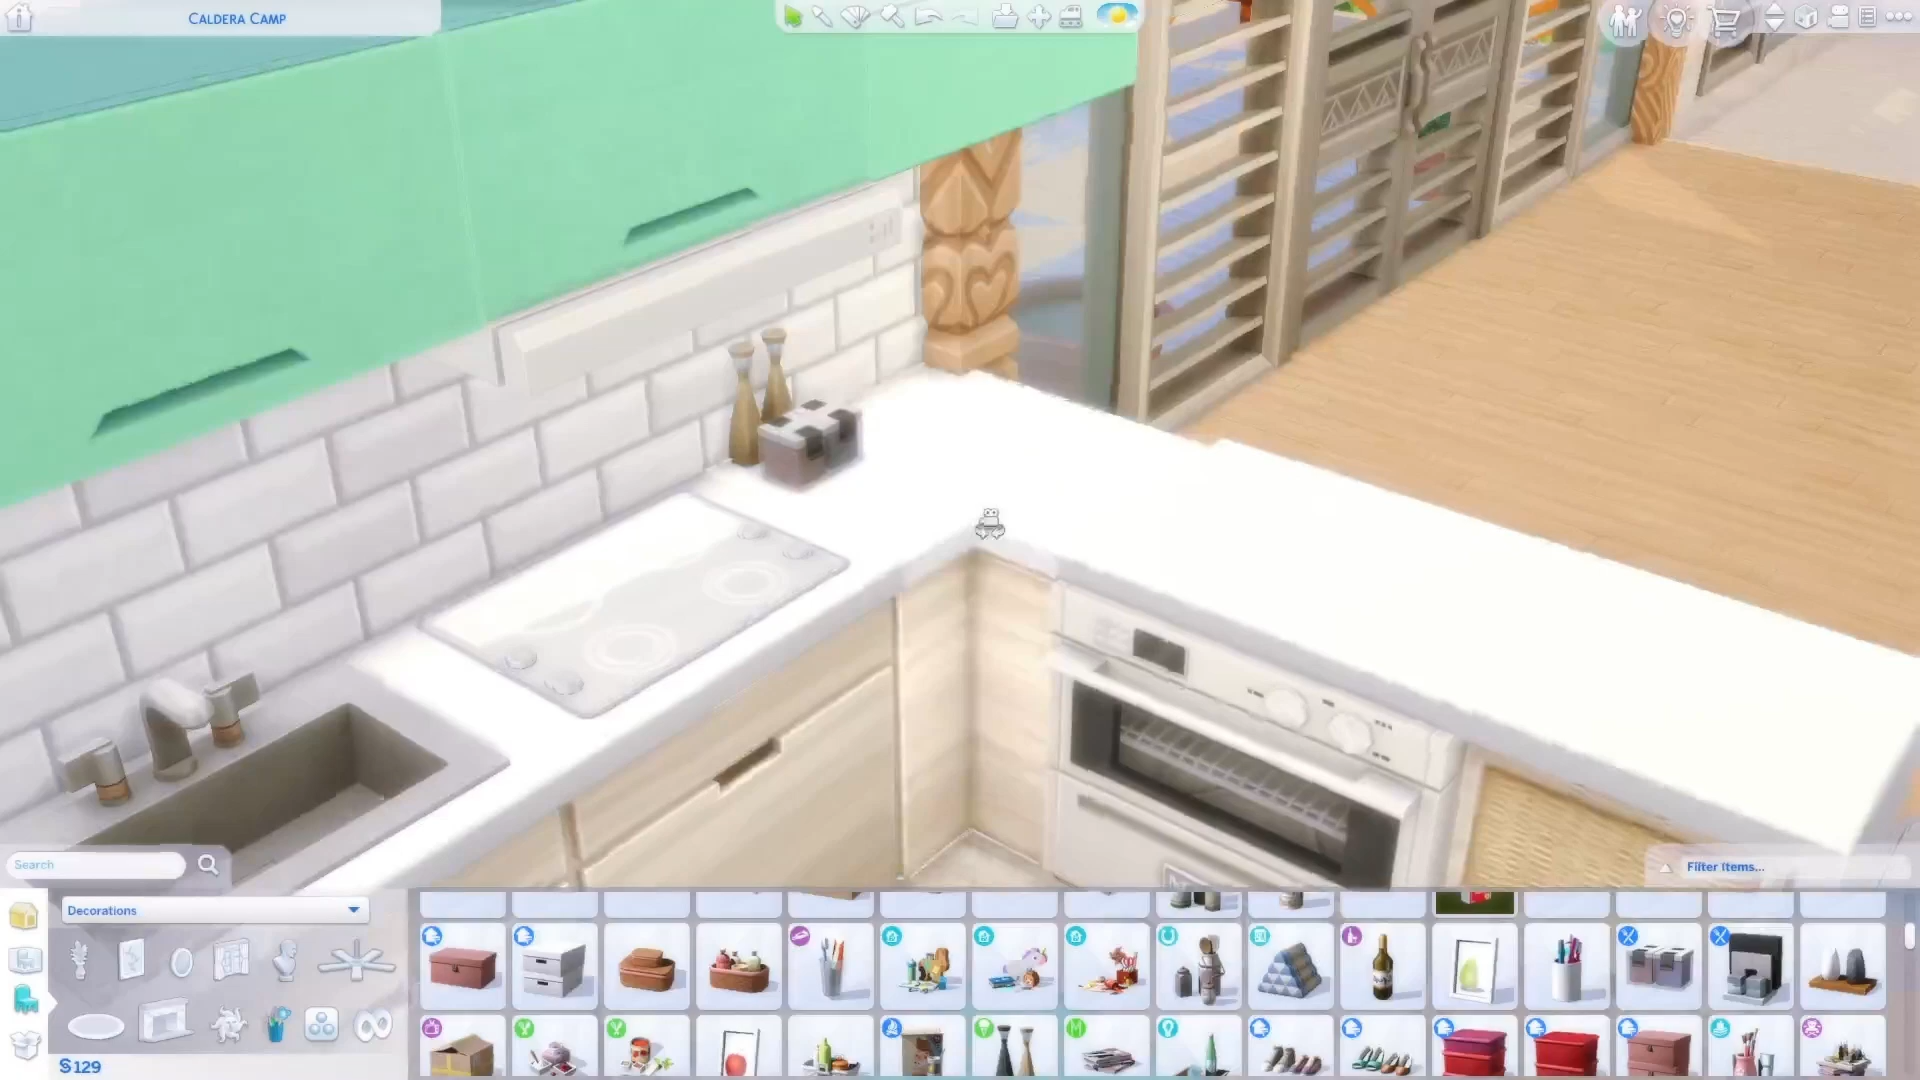 CALDERA CAMP
Search
Filter Items...
Decorations
§129